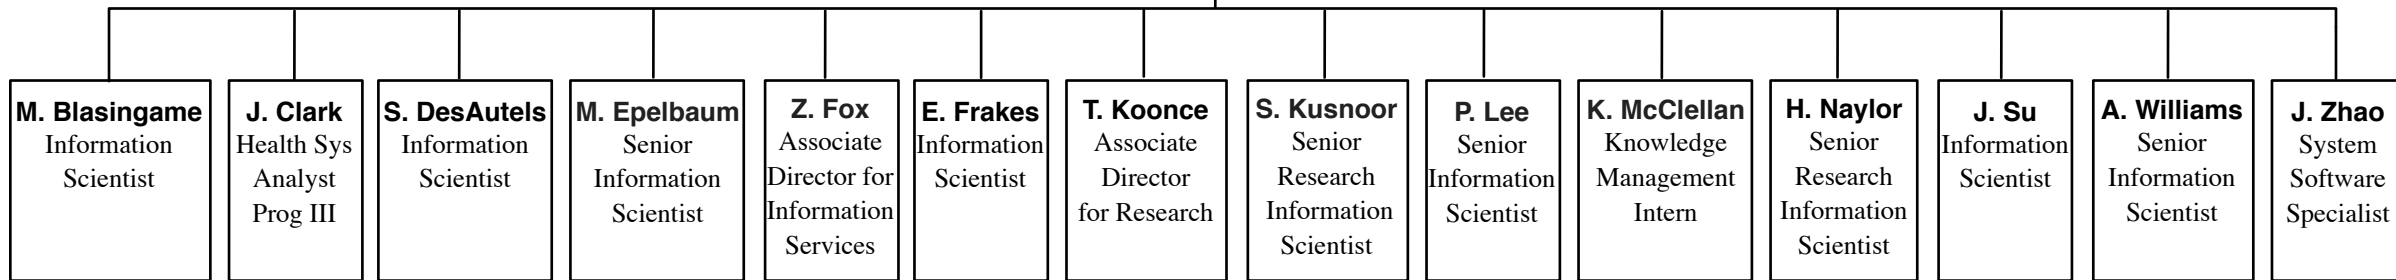 M. Blasingame
Information
Scientist
J. Clark
Health Sys
Analyst
Prog III
S. DesAutels
Information
Scientist
M. Epelbaum
Senior
Information
Scientist
Z. Fox
Associate
Director for
Information
Services
E. Frakes
Information
Scientist
T. Koonce
Associate
Director
for Research
S. Kusnoor
Senior
Research
Information
Scientist
P. Lee
Senior
Information
Scientist
K. McClellan
Knowledge
Management
Intern
H. Naylor
Senior
Research
Information
Scientist
J. Su
Information
Scientist
A. Williams
Senior
Information
Scientist
J. Zhao
System
Software
Specialist